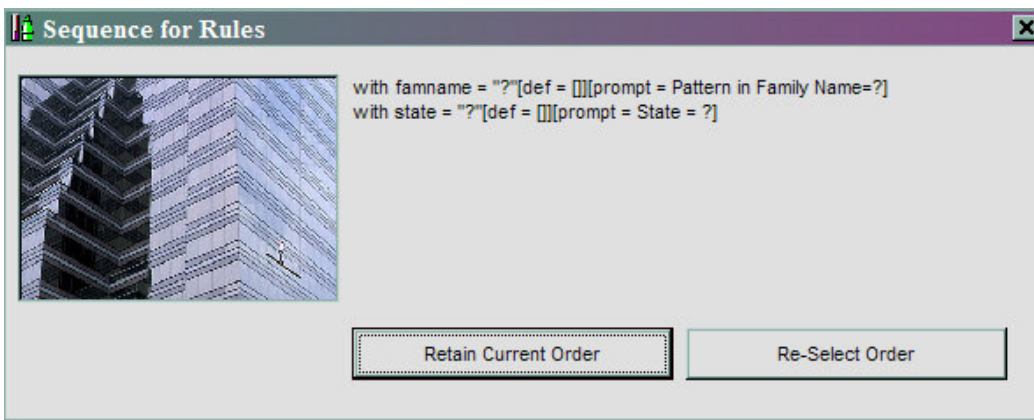 Sequence for Rules
with famname = "?"[def = []][prompt = Pattern in Family Name=?]
with state = "?"[def = []][prompt = State = ?]
Retain Current Order
Re-Select Order